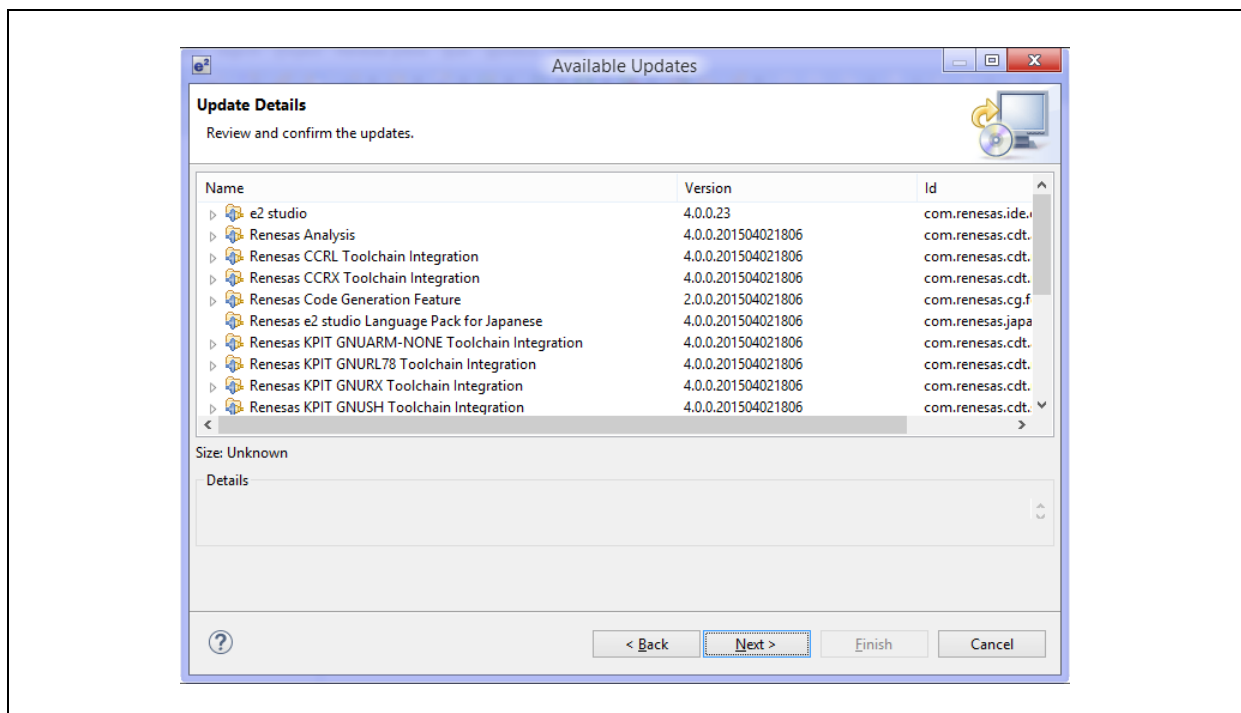 e²
Available Updates
Update Details
Review and confirm the updates.
Name Version Id
e2 studio 4.0.0.23 com.renesas.ide.
Renesas Analysis 4.0.0.201504021806 com.renesas.cdt.
Renesas CCRL Toolchain Integration 4.0.0.201504021806 com.renesas.cdt.
Renesas CCRX Toolchain Integration 4.0.0.201504021806 com.renesas.cdt.
Renesas Code Generation Feature 2.0.0.201504021806 com.renesas.cg.f
Renesas e2 studio Language Pack for Japanese 4.0.0.201504021806 com.renesas.japa
Renesas KPIT GNUARM-NONE Toolchain Integration 4.0.0.201504021806 com.renesas.cdt.
Renesas KPIT GNURL78 Toolchain Integration 4.0.0.201504021806 com.renesas.cdt.
Renesas KPIT GNURX Toolchain Integration 4.0.0.201504021806 com.renesas.cdt.
Renesas KPIT GNUSH Toolchain Integration 4.0.0.201504021806 com.renesas.cdt.
Size: Unknown
Details
? < Back Next > Finish Cancel